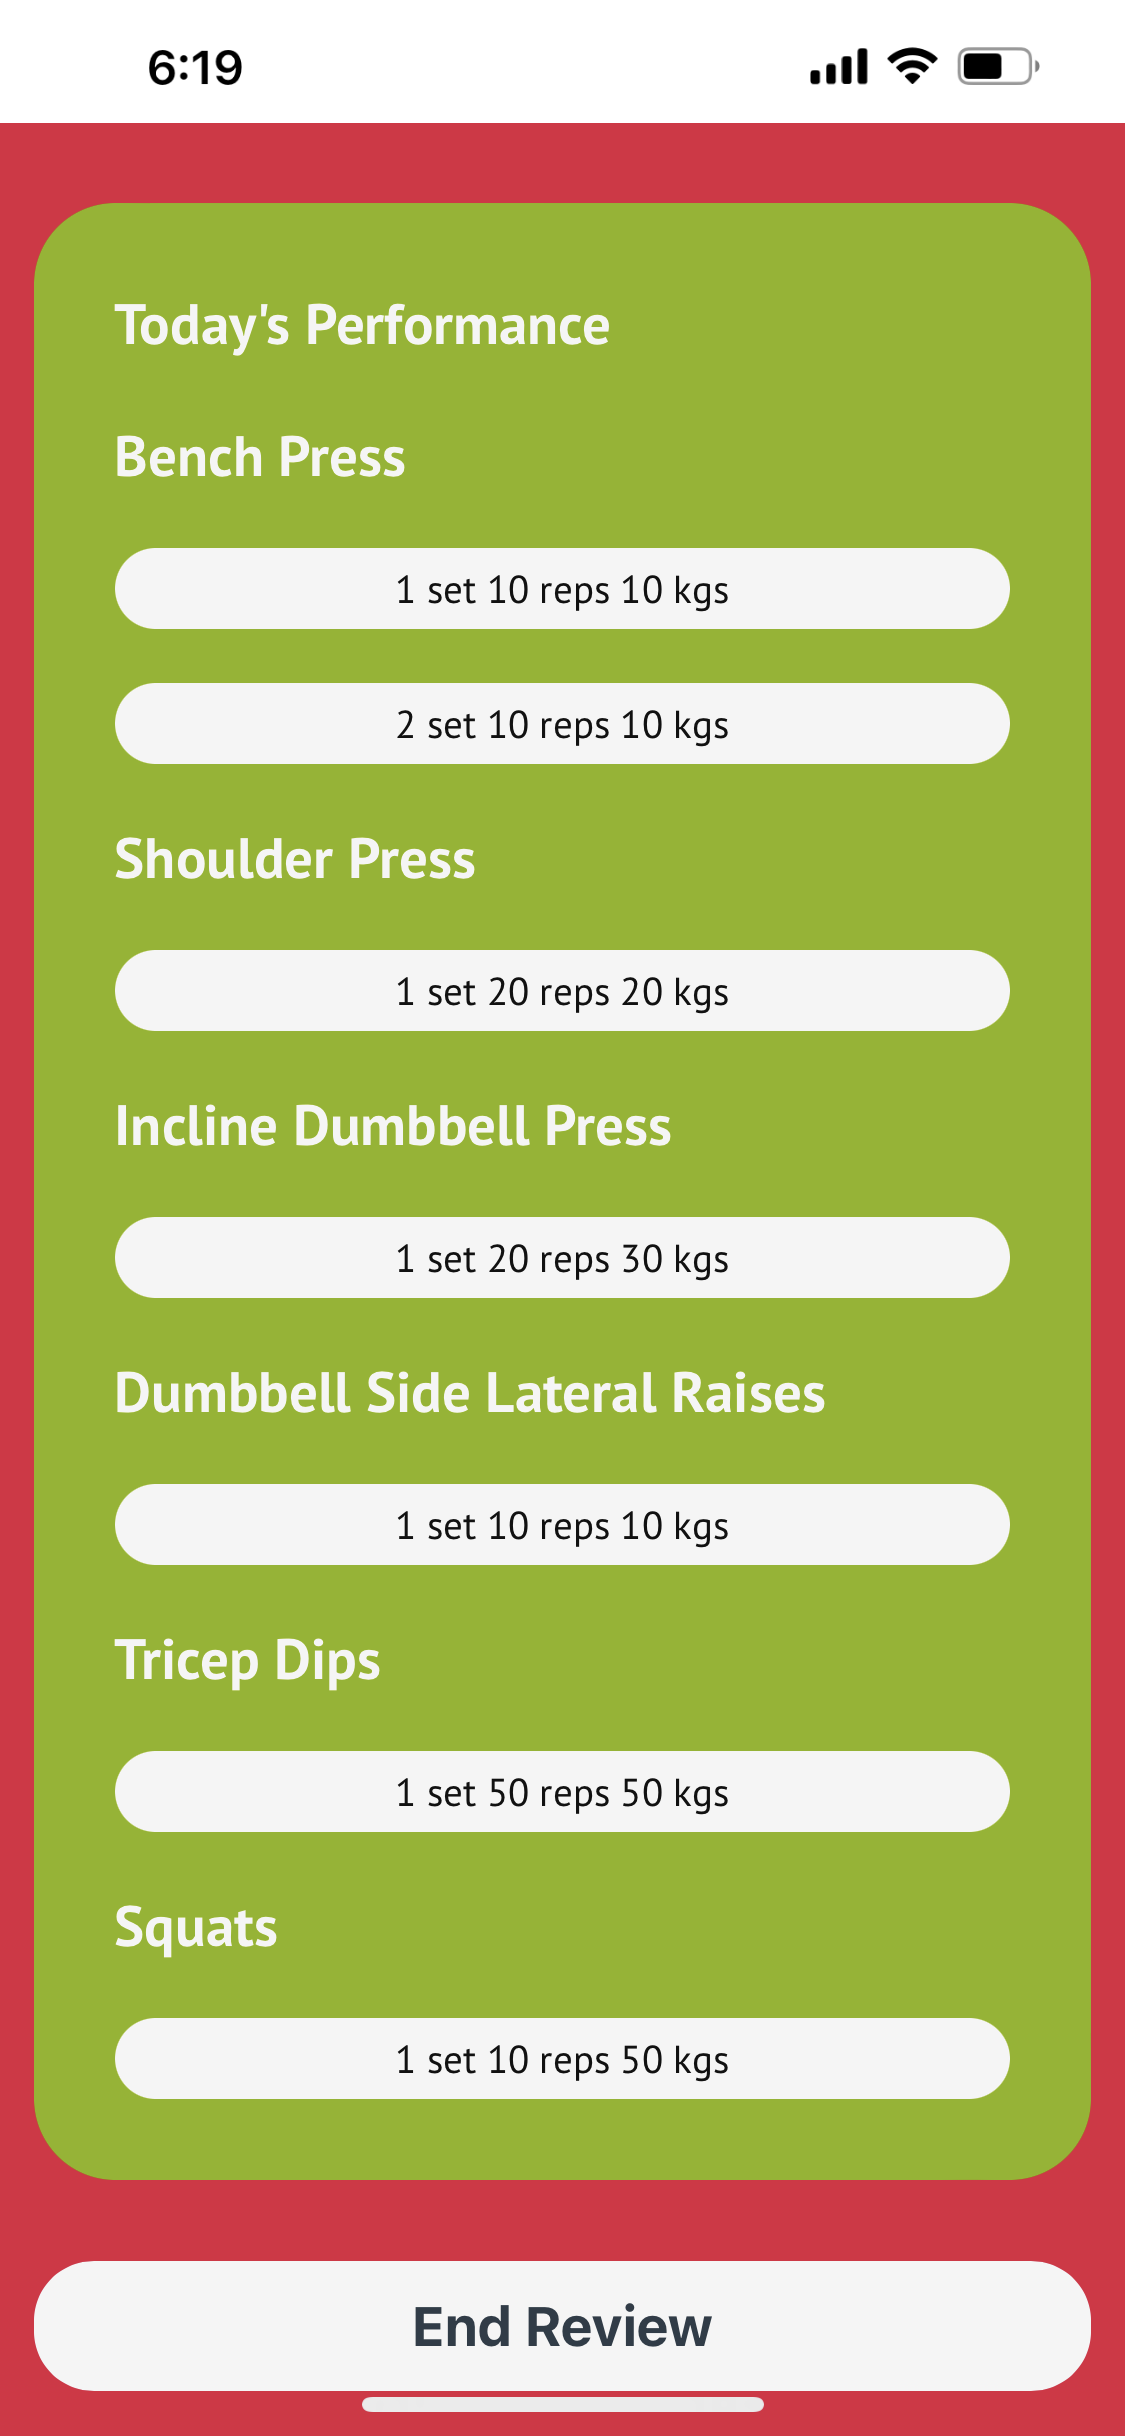 6:19
Today's Performance
Bench Press
1 set 10 reps 10 kgs
2 set 10 reps 10 kgs
Shoulder Press
1 set 20 reps 20 kgs
Incline Dumbbell Press
1 set 20 reps 30 kgs
Dumbbell Side Lateral Raises
1 set 10 reps 10 kgs
Tricep Dips
1 set 50 reps 50 kgs
Squats
1 set 10 reps 50 kgs
End Review